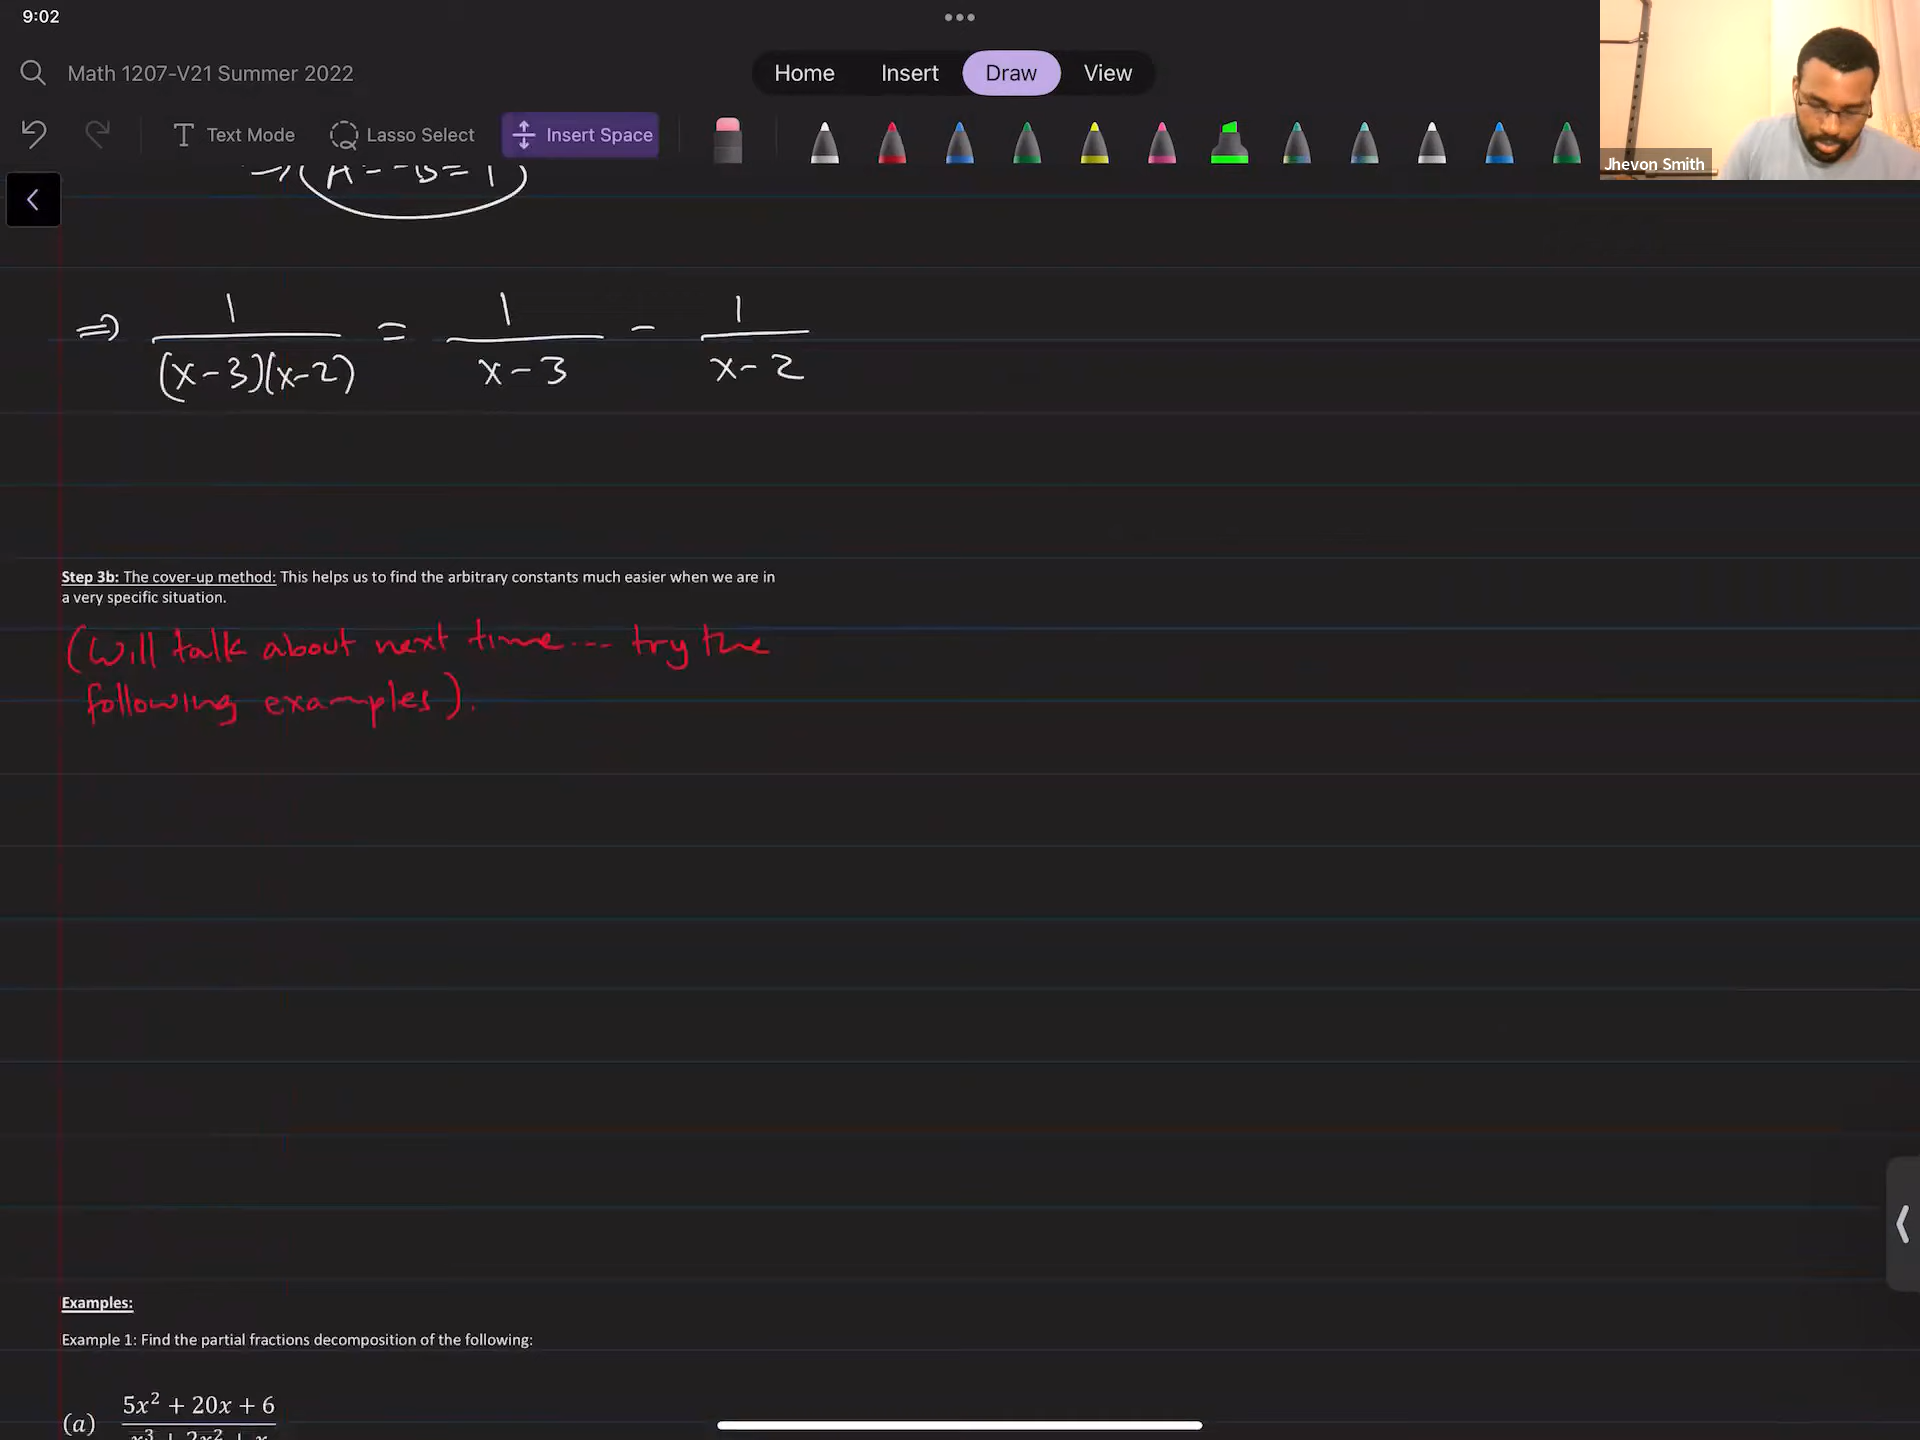 9:02
Math 1207-V21 Summer 2022
Home Insert Draw View
Text Mode Lasso Select Insert Space
Jhevon Smith
→ A = -B = 1
⇒ 1/((x-3)(x-2)) = 1/(x-3) - 1/(x-2)
Step 3b: The cover-up method: This helps us to find the arbitrary constants much easier when we are in
a very specific situation.
(Will talk about next time... try the
following examples).
Examples:
Example 1: Find the partial fractions decomposition of the following:
(a) 5x² + 20x + 6
x³ + 2x² + x